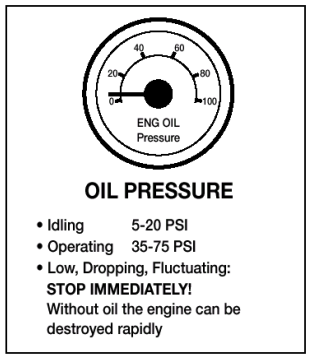 40 60
20 80
0 100
ENG OIL
Pressure
OIL PRESSURE
• Idling 5-20 PSI
• Operating 35-75 PSI
• Low, Dropping, Fluctuating:
STOP IMMEDIATELY!
Without oil the engine can be
destroyed rapidly